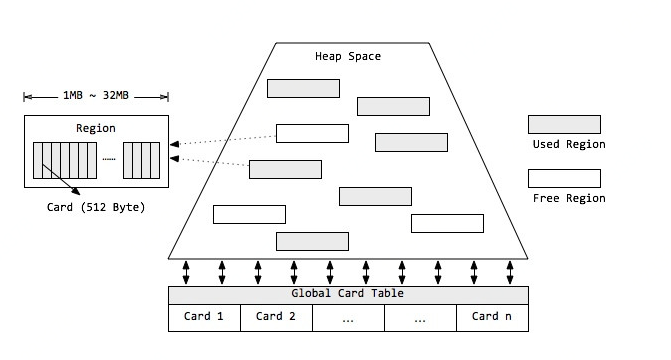 Heap Space
1MB ~ 32MB
Region
......
Card (512 Byte)
Used Region
Free Region
Global Card Table
Card 1
Card 2
...
...
Card n